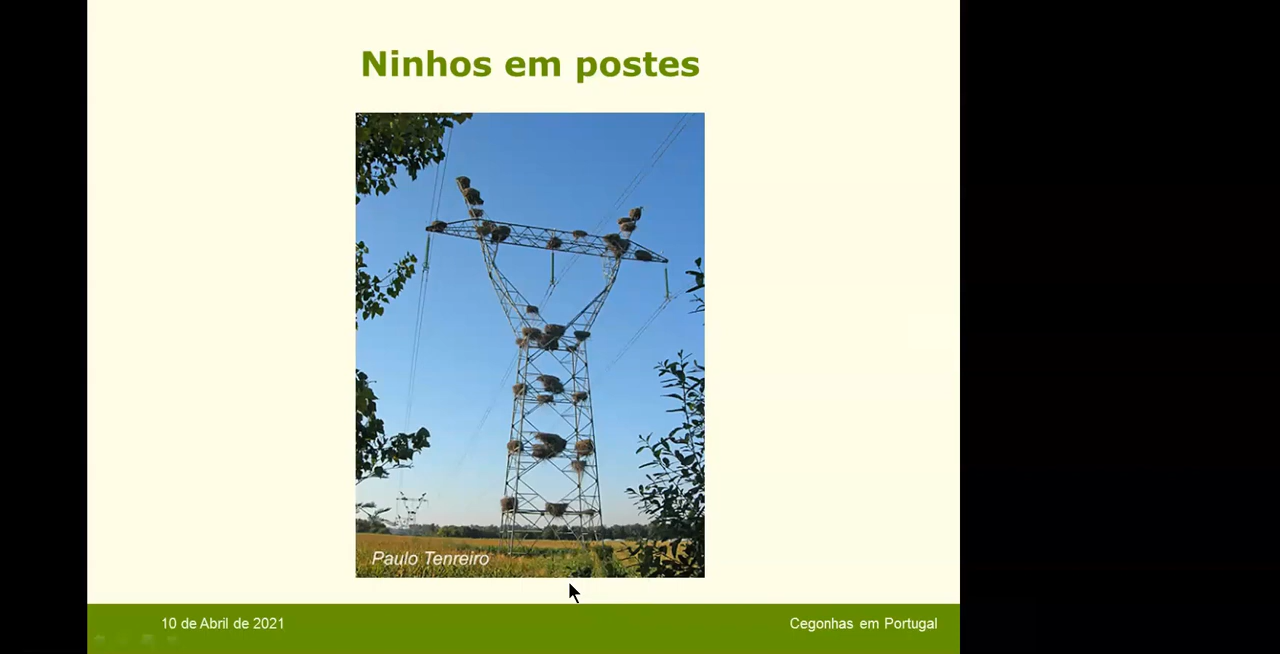 Ninhos em postes
Paulo Tenreiro
10 de Abril de 2021
Cegonhas em Portugal